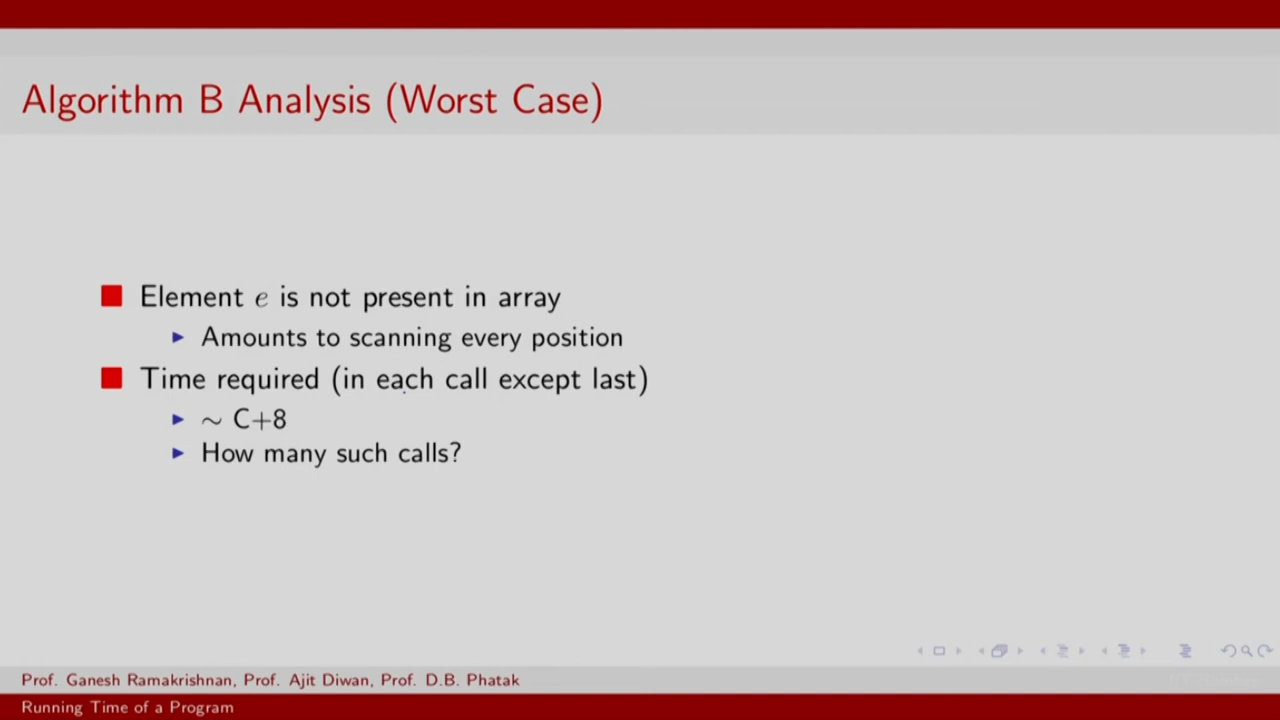 Algorithm B Analysis (Worst Case)
Element e is not present in array
Amounts to scanning every position
Time required (in each call except last)
∼ C+8
How many such calls?
Prof. Ganesh Ramakrishnan, Prof. Ajit Diwan, Prof. D.B. Phatak
Running Time of a Program